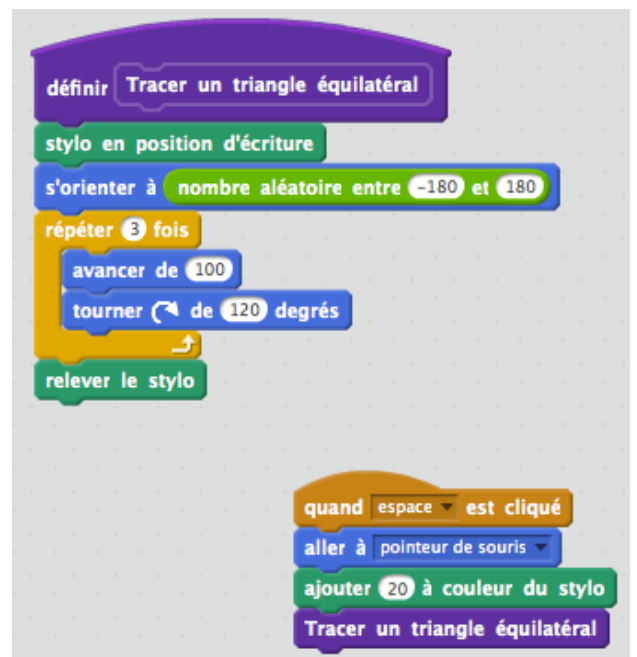 définir Tracer un triangle équilatéral
stylo en position d'écriture
s'orienter à nombre aléatoire entre -180 et 180
répéter 3 fois
avancer de 100
tourner de 120 degrés
relever le stylo
quand espace est cliqué
aller à pointeur de souris
ajouter 20 à couleur du stylo
Tracer un triangle équilatéral